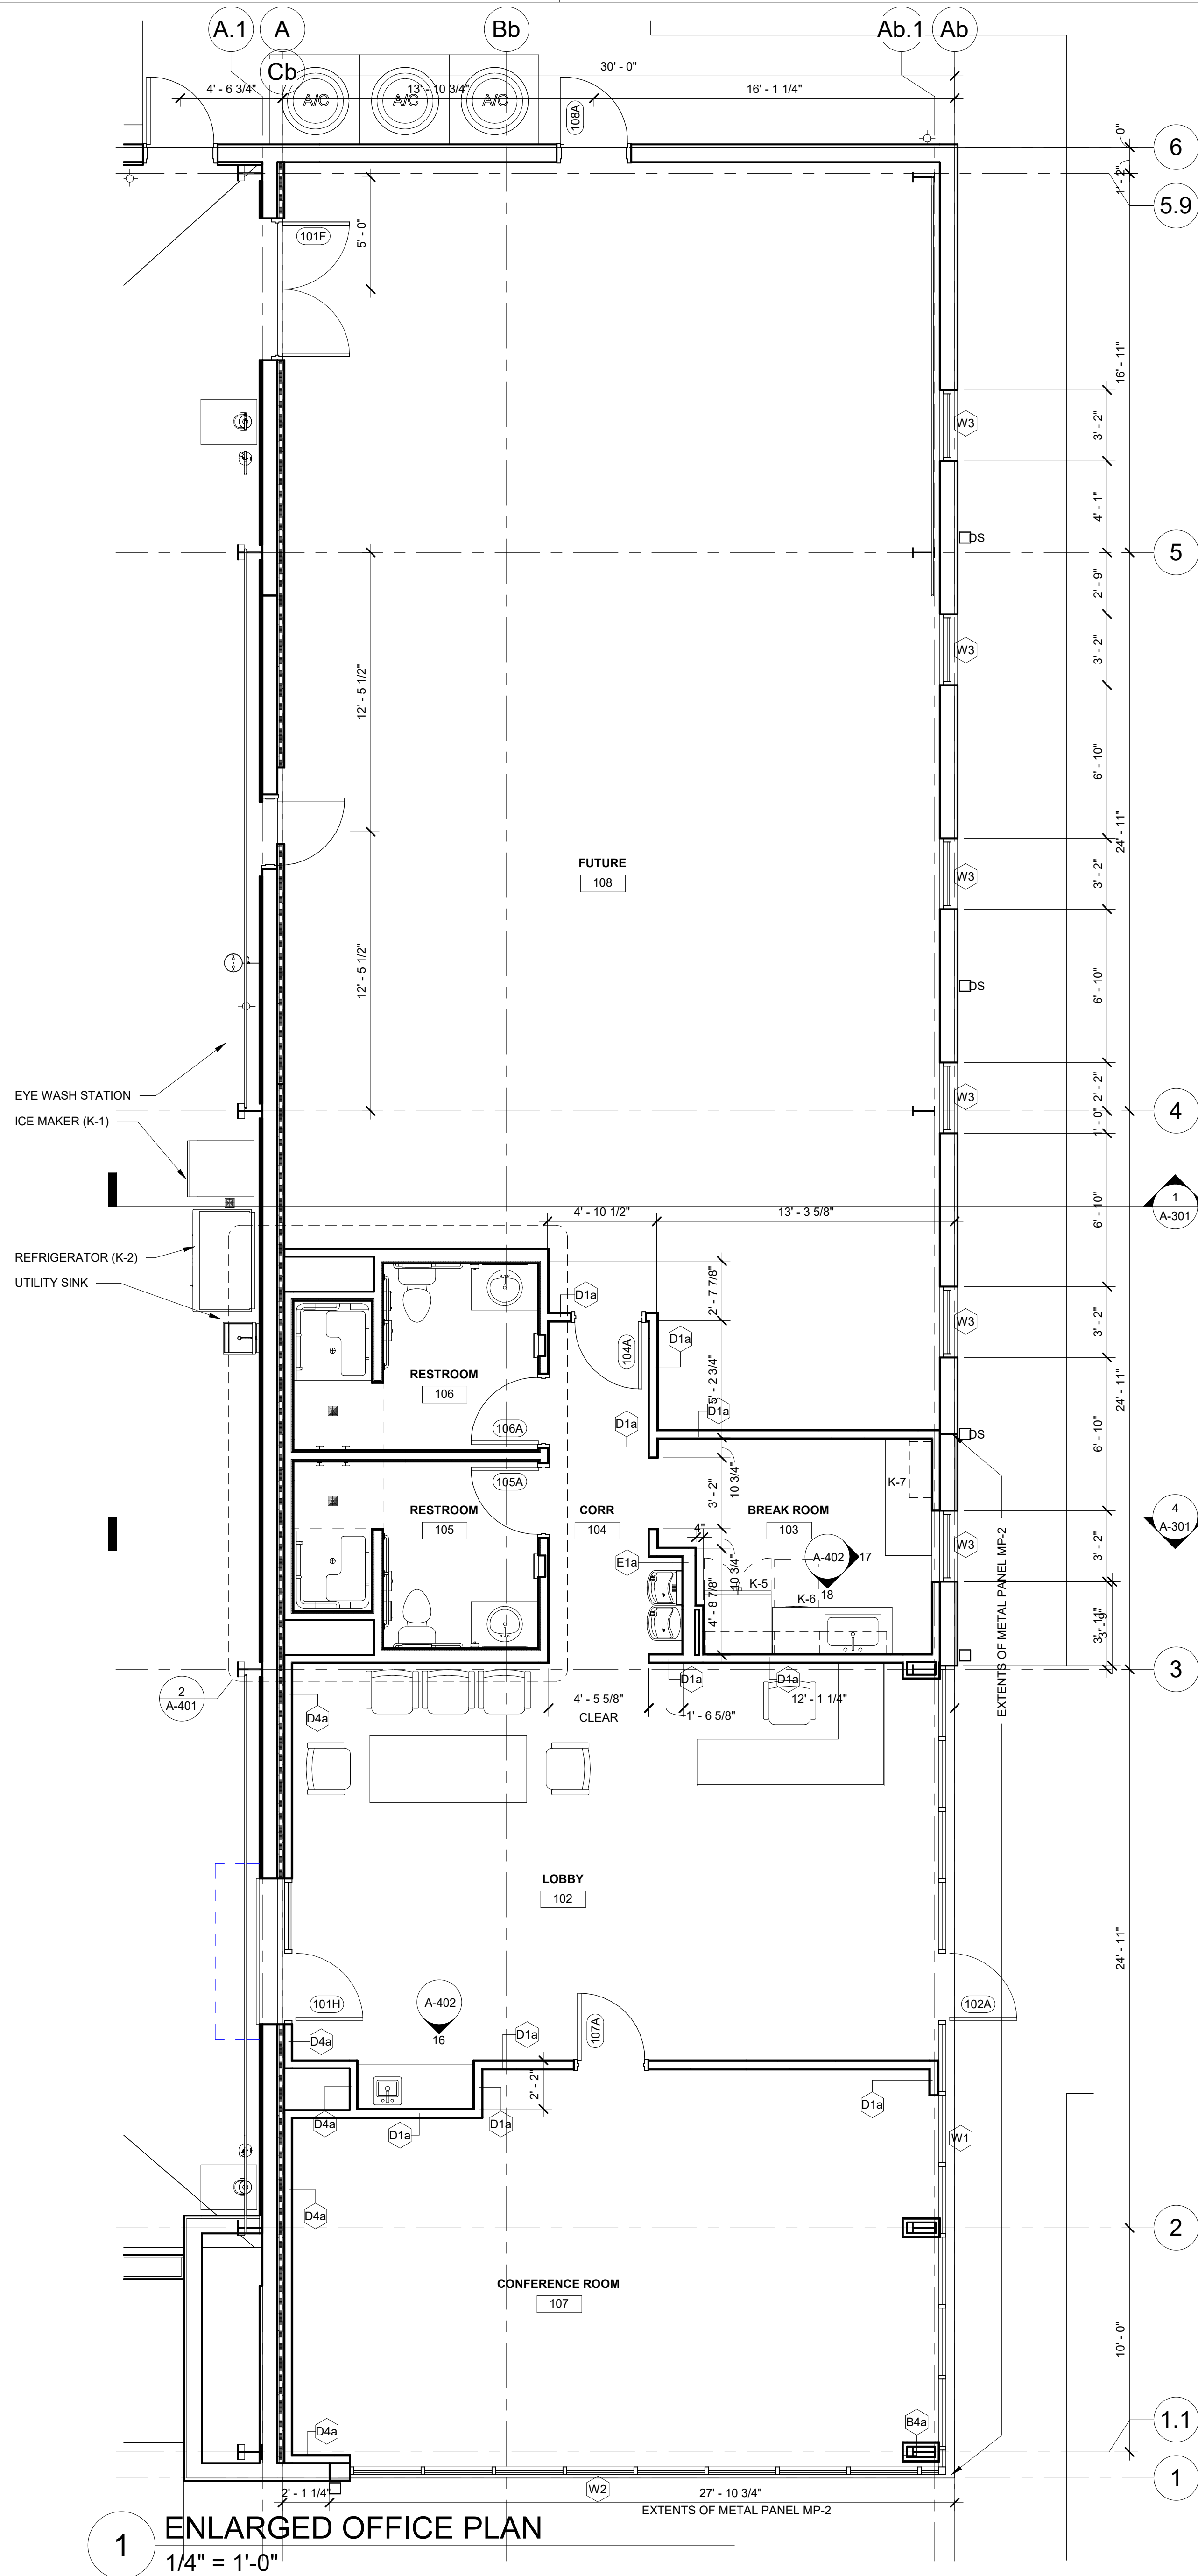 A.1
A
Bb
Ab.1
Ab
Cb
30' - 0"
4' - 6 3/4"
13' - 10 3/4"
16' - 1 1/4"
A/C
A/C
A/C
108A
1' - 0"
6
1' - 2"
5.9
101F
5' - 0"
16' - 11"
W3
3' - 2"
4' - 1"
DS
5
2' - 9"
W3
3' - 2"
12' - 5 1/2"
6' - 10"
24' - 11"
FUTURE
108
W3
3' - 2"
12' - 5 1/2"
6' - 10"
DS
EYE WASH STATION
W3
2' - 2"
4
ICE MAKER (K-1)
1' - 0"
1
A-301
4' - 10 1/2"
13' - 3 5/8"
6' - 10"
REFRIGERATOR (K-2)
UTILITY SINK
D1a
2' - 7 7/8"
W3
3' - 2"
104A
D1a
RESTROOM
106
5' - 2 3/4"
24' - 11"
D1a
D1a
106A
DS
6' - 10"
10 3/4"
K-7
105A
3' - 2"
RESTROOM
105
CORR
104
BREAK ROOM
103
4
A-301
4"
E1a
10 3/4"
A-402
17
18
W3
3' - 2"
K-5
K-6
4' - 8 7/8"
3' - 11"
3' - 9"
EXTENTS OF METAL PANEL MP-2
3
2
A-401
D1a
D1a
D4a
4' - 5 5/8"
CLEAR
1' - 6 5/8"
12' - 1 1/4"
LOBBY
102
24' - 11"
101H
A-402
16
102A
107A
D4a
D1a
2' - 2"
D4a
D1a
D1a
D1a
W1
D4a
2
CONFERENCE ROOM
107
10' - 0"
B4a
1.1
D4a
1
2' - 1 1/4"
W2
27' - 10 3/4"
EXTENTS OF METAL PANEL MP-2
1
ENLARGED OFFICE PLAN
1/4" = 1'-0"